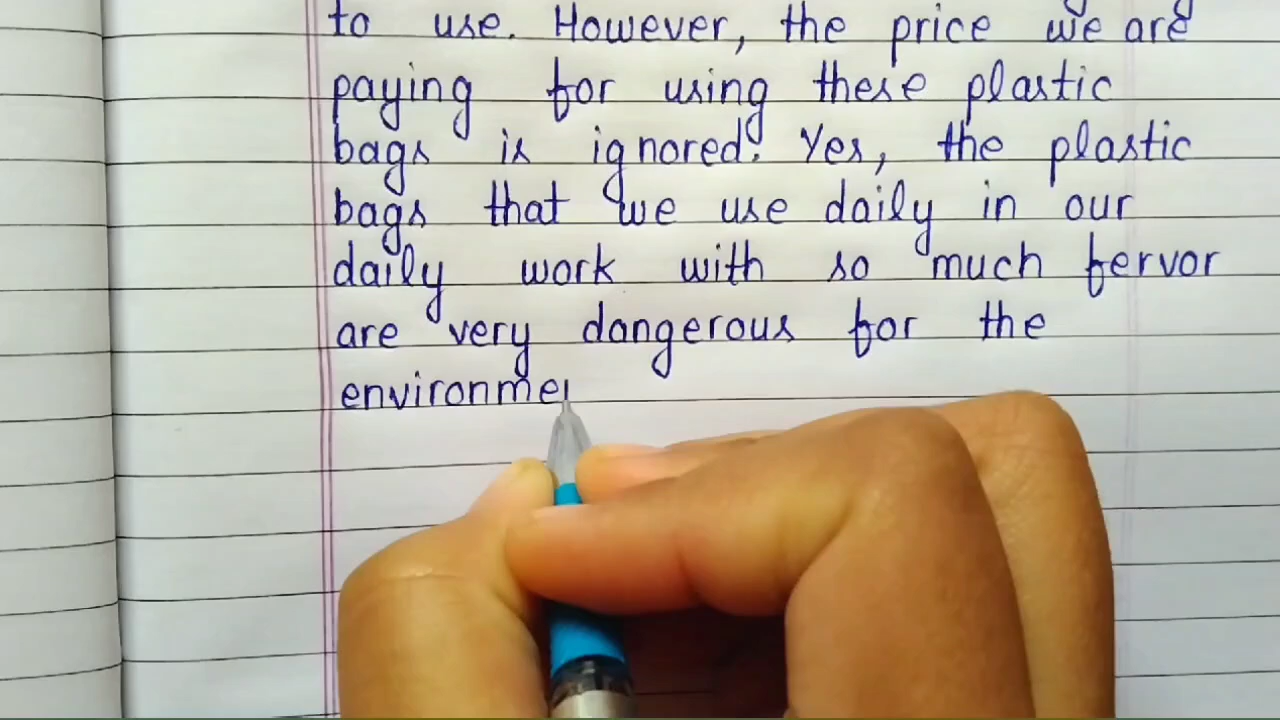 to use. However, the price we are
paying for using these plastic
bags is ignored. Yes, the plastic
bags that we use daily in our
daily work with so much fervor
are very dangerous for the
environme